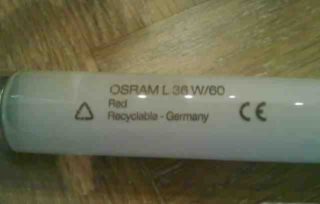 OSRAM L 36 W/60
Red
Recyclable - Germany
CE